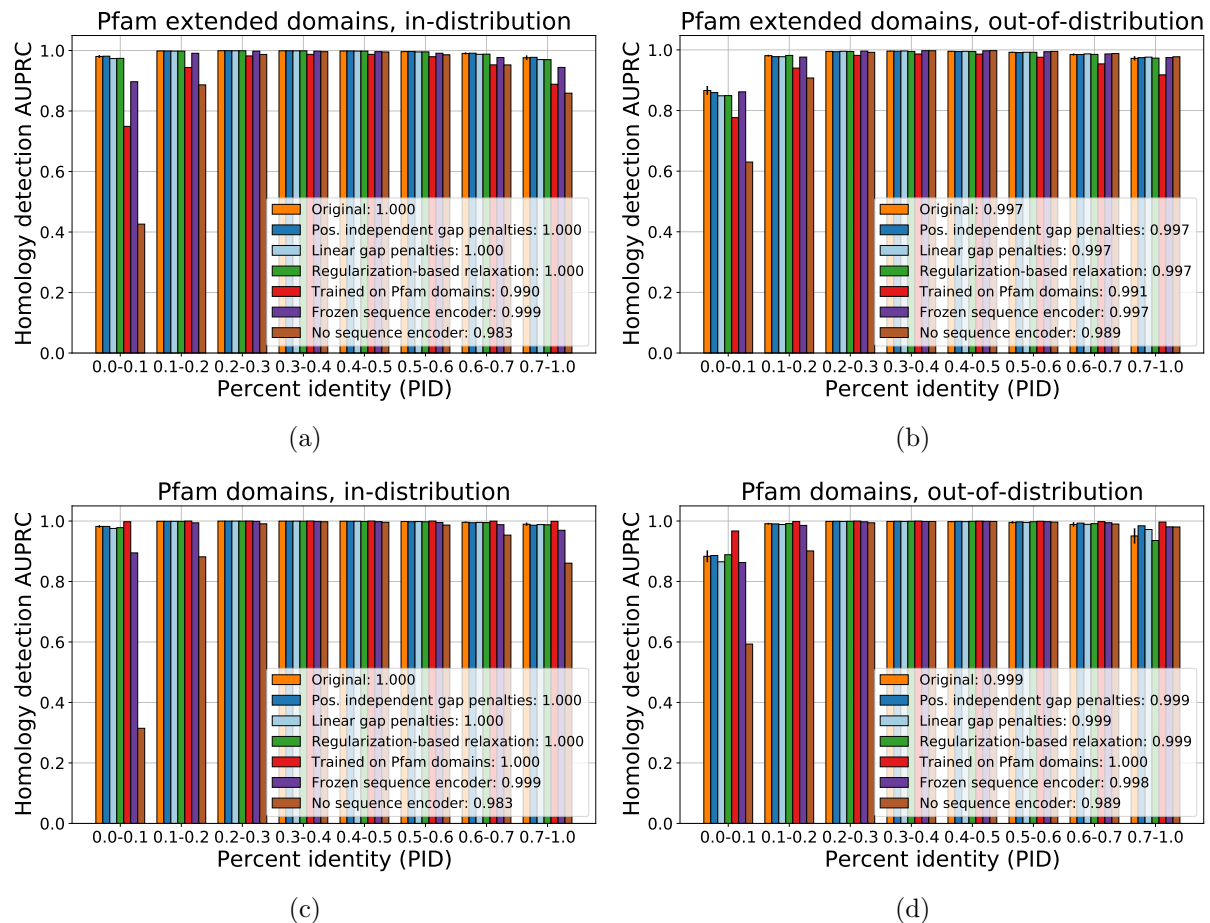 Pfam extended domains, in-distribution
Homology detection AUPRC
1.0
0.8
0.6
0.4
0.2
0.0
Original: 1.000
Pos. independent gap penalties: 1.000
Linear gap penalties: 1.000
Regularization-based relaxation: 1.000
Trained on Pfam domains: 0.990
Frozen sequence encoder: 0.999
No sequence encoder: 0.983
0.0-0.1 0.1-0.2 0.2-0.3 0.3-0.4 0.4-0.5 0.5-0.6 0.6-0.7 0.7-1.0
Percent identity (PID)
(a)
Pfam extended domains, out-of-distribution
Homology detection AUPRC
1.0
0.8
0.6
0.4
0.2
0.0
Original: 0.997
Pos. independent gap penalties: 0.997
Linear gap penalties: 0.997
Regularization-based relaxation: 0.997
Trained on Pfam domains: 0.991
Frozen sequence encoder: 0.997
No sequence encoder: 0.989
0.0-0.1 0.1-0.2 0.2-0.3 0.3-0.4 0.4-0.5 0.5-0.6 0.6-0.7 0.7-1.0
Percent identity (PID)
(b)
Pfam domains, in-distribution
Homology detection AUPRC
1.0
0.8
0.6
0.4
0.2
0.0
Original: 1.000
Pos. independent gap penalties: 1.000
Linear gap penalties: 1.000
Regularization-based relaxation: 1.000
Trained on Pfam domains: 1.000
Frozen sequence encoder: 0.999
No sequence encoder: 0.983
0.0-0.1 0.1-0.2 0.2-0.3 0.3-0.4 0.4-0.5 0.5-0.6 0.6-0.7 0.7-1.0
Percent identity (PID)
(c)
Pfam domains, out-of-distribution
Homology detection AUPRC
1.0
0.8
0.6
0.4
0.2
0.0
Original: 0.999
Pos. independent gap penalties: 0.999
Linear gap penalties: 0.999
Regularization-based relaxation: 0.999
Trained on Pfam domains: 1.000
Frozen sequence encoder: 0.998
No sequence encoder: 0.989
0.0-0.1 0.1-0.2 0.2-0.3 0.3-0.4 0.4-0.5 0.5-0.6 0.6-0.7 0.7-1.0
Percent identity (PID)
(d)